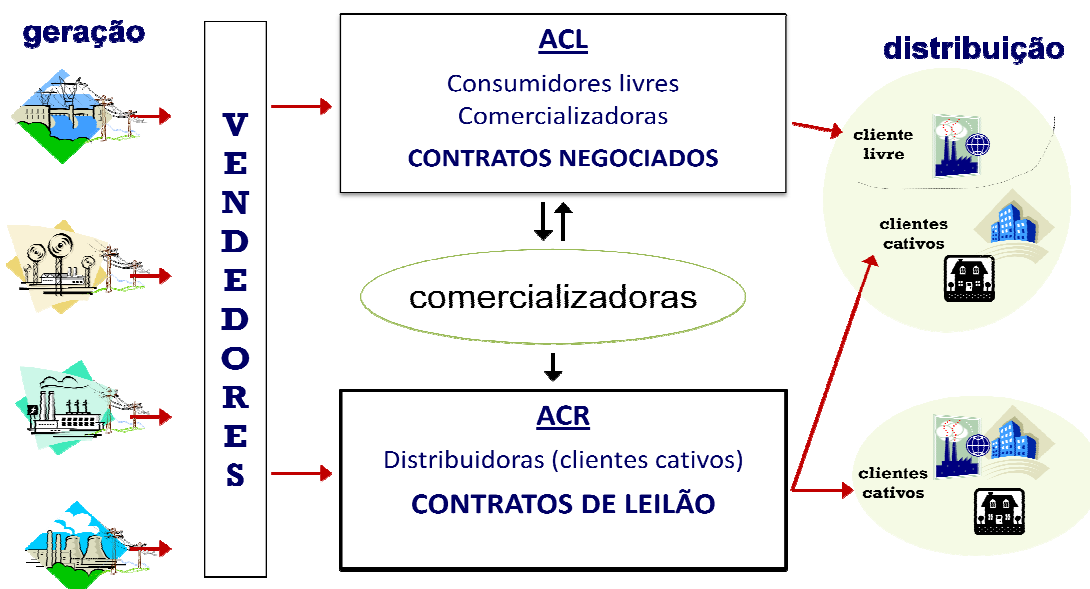 geração
VENDEDORES
ACL
Consumidores livres
Comercializadoras
CONTRATOS NEGOCIADOS
comercializadoras
ACR
Distribuidoras (clientes cativos)
CONTRATOS DE LEILÃO
distribuição
cliente
livre
clientes
cativos
clientes
cativos